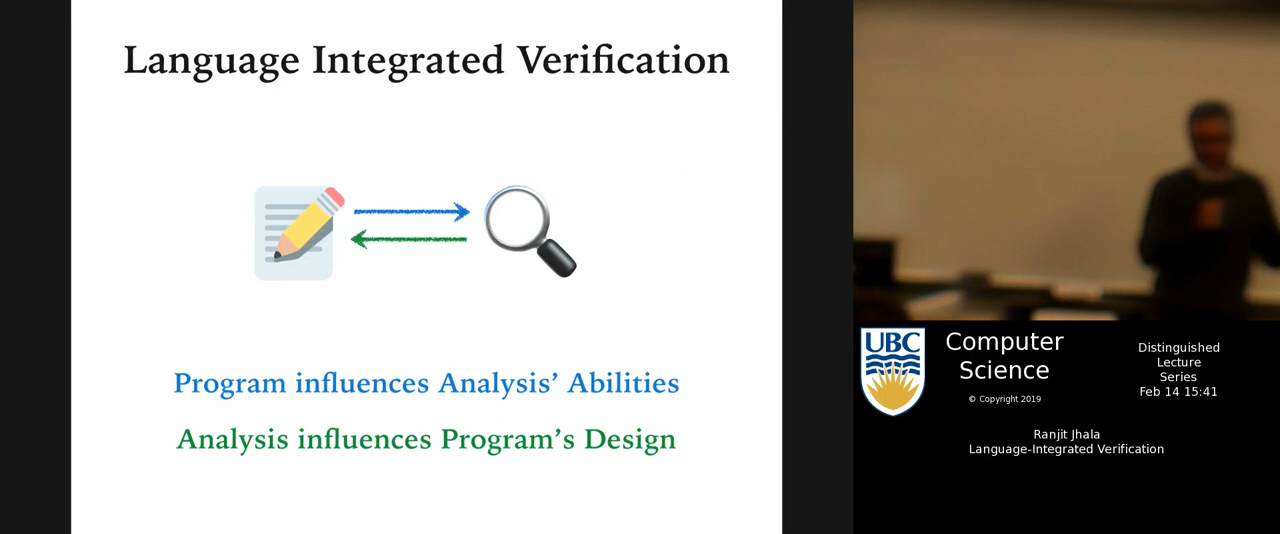 Language Integrated Verification
Program influences Analysis’ Abilities
Analysis influences Program’s Design
UBC
Computer
Science
© Copyright 2019
Distinguished
Lecture
Series
Feb 14 15:41
Ranjit Jhala
Language-Integrated Verification